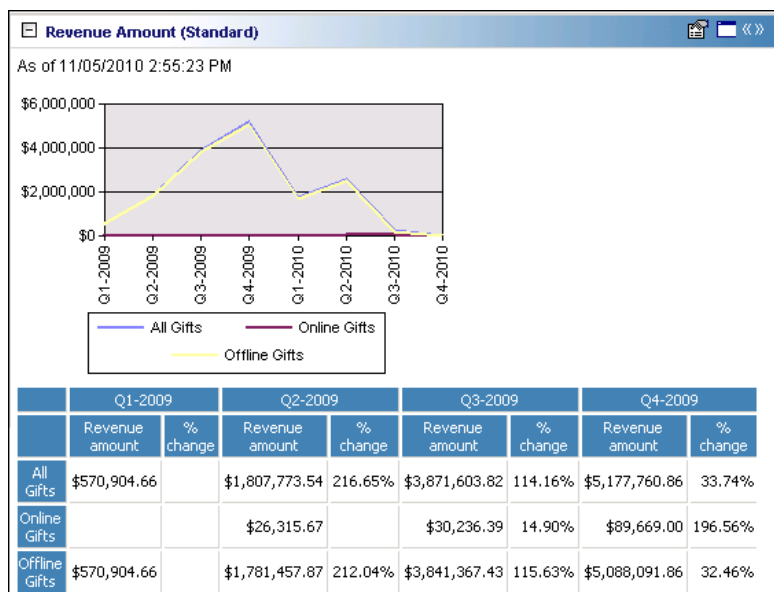 Revenue Amount (Standard)
As of 11/05/2010 2:55:23 PM
$6,000,000
$4,000,000
$2,000,000
$0
Q1-2009 Q2-2009 Q3-2009 Q4-2009 Q1-2010 Q2-2010 Q3-2010 Q4-2010
All Gifts Online Gifts
Offline Gifts
Q1-2009 Q2-2009 Q3-2009 Q4-2009
Revenue amount % change Revenue amount % change Revenue amount % change Revenue amount % change
All Gifts $570,904.66 $1,807,773.54 216.65% $3,871,603.82 114.16% $5,177,760.86 33.74%
Online Gifts $26,315.67 $30,236.39 14.90% $89,669.00 196.56%
Offline Gifts $570,904.66 $1,781,457.87 212.04% $3,841,367.43 115.63% $5,088,091.86 32.46%